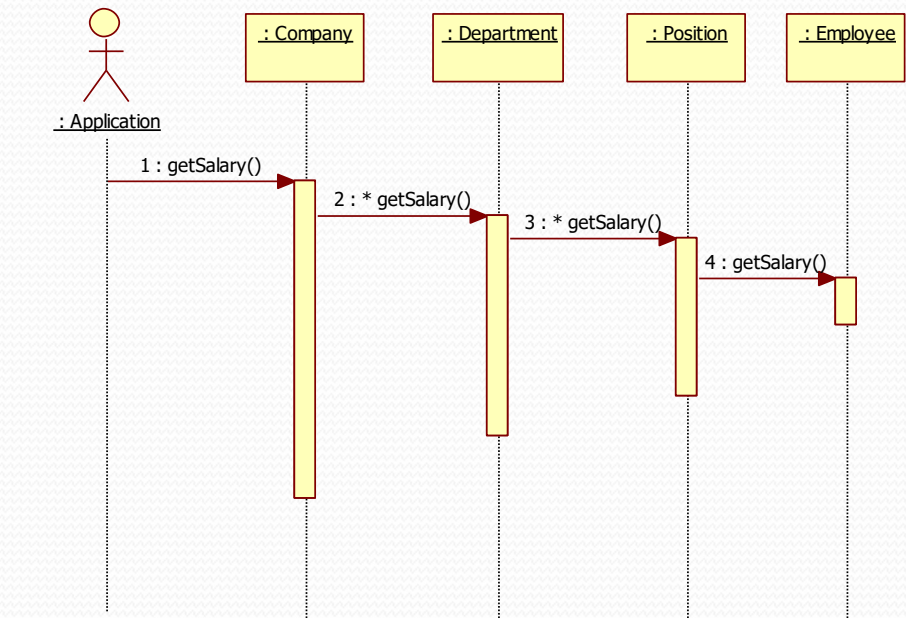 : Company
: Department
: Position
: Employee
: Application
1 : getSalary()
2 : * getSalary()
3 : * getSalary()
4 : getSalary()